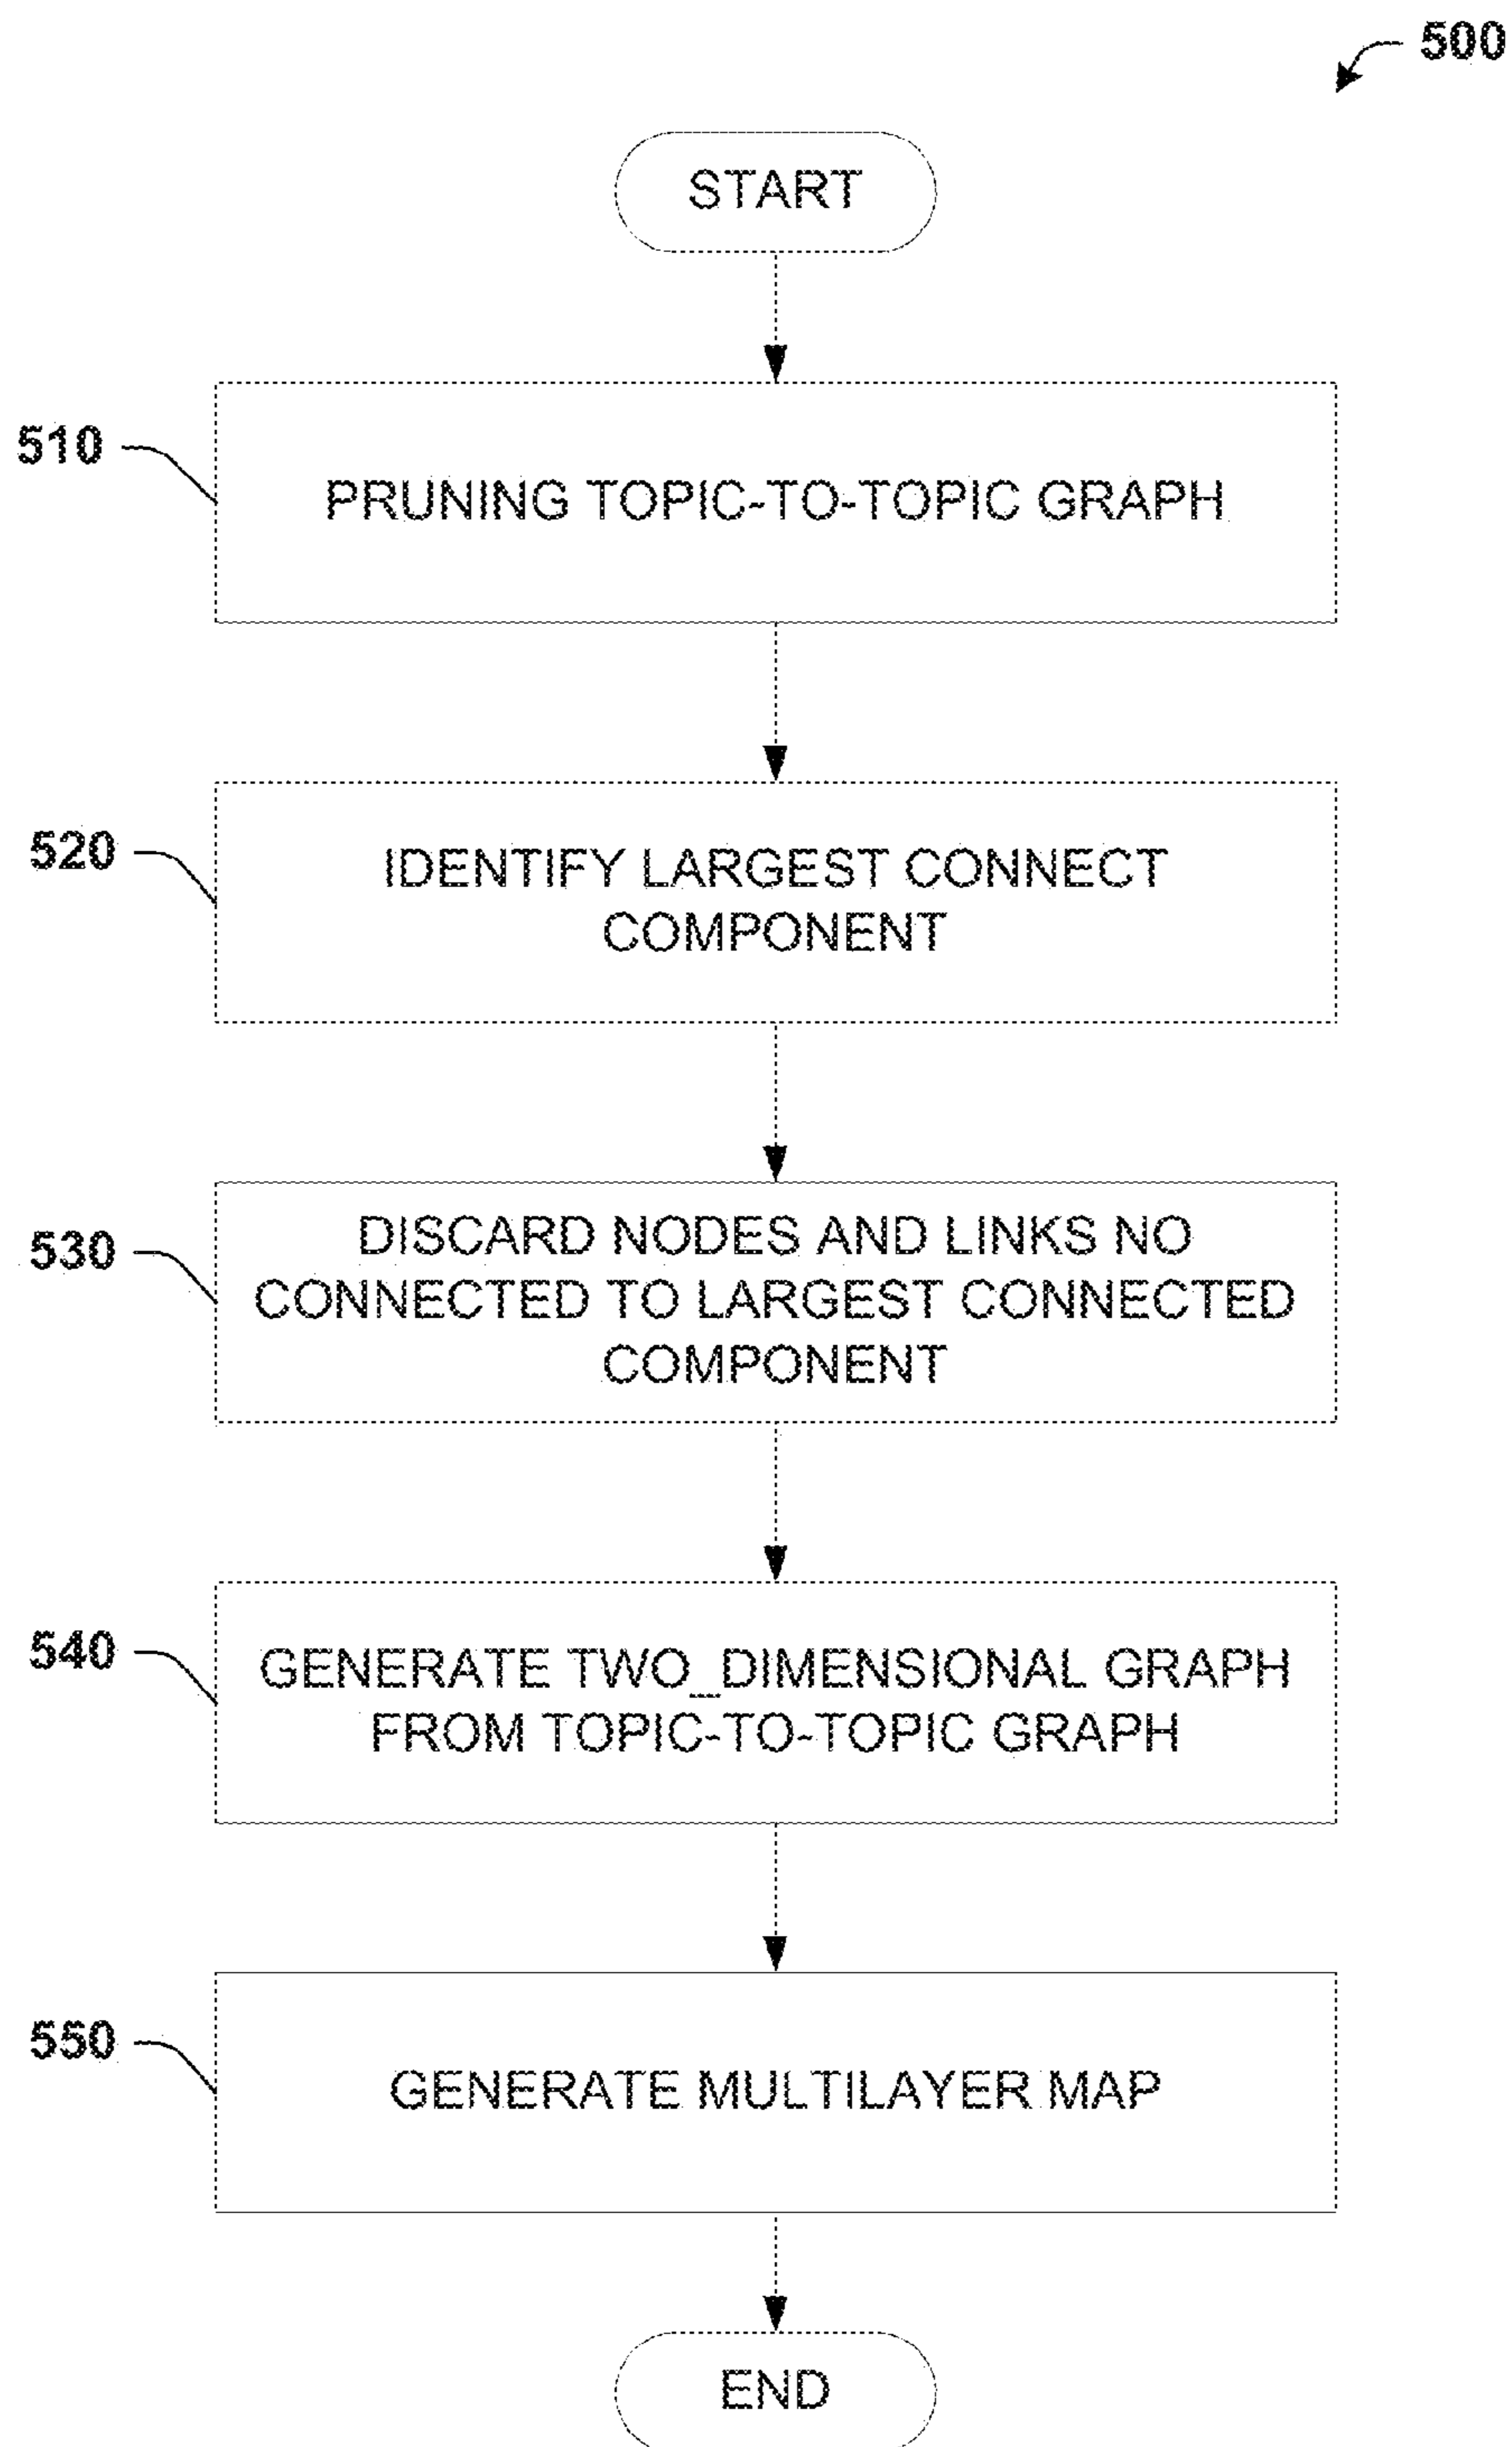 500
START
510
PRUNING TOPIC-TO-TOPIC GRAPH
520
IDENTIFY LARGEST CONNECT
COMPONENT
530
DISCARD NODES AND LINKS NO
CONNECTED TO LARGEST CONNECTED
COMPONENT
540
GENERATE TWO_DIMENSIONAL GRAPH
FROM TOPIC-TO-TOPIC GRAPH
550
GENERATE MULTILAYER MAP
END